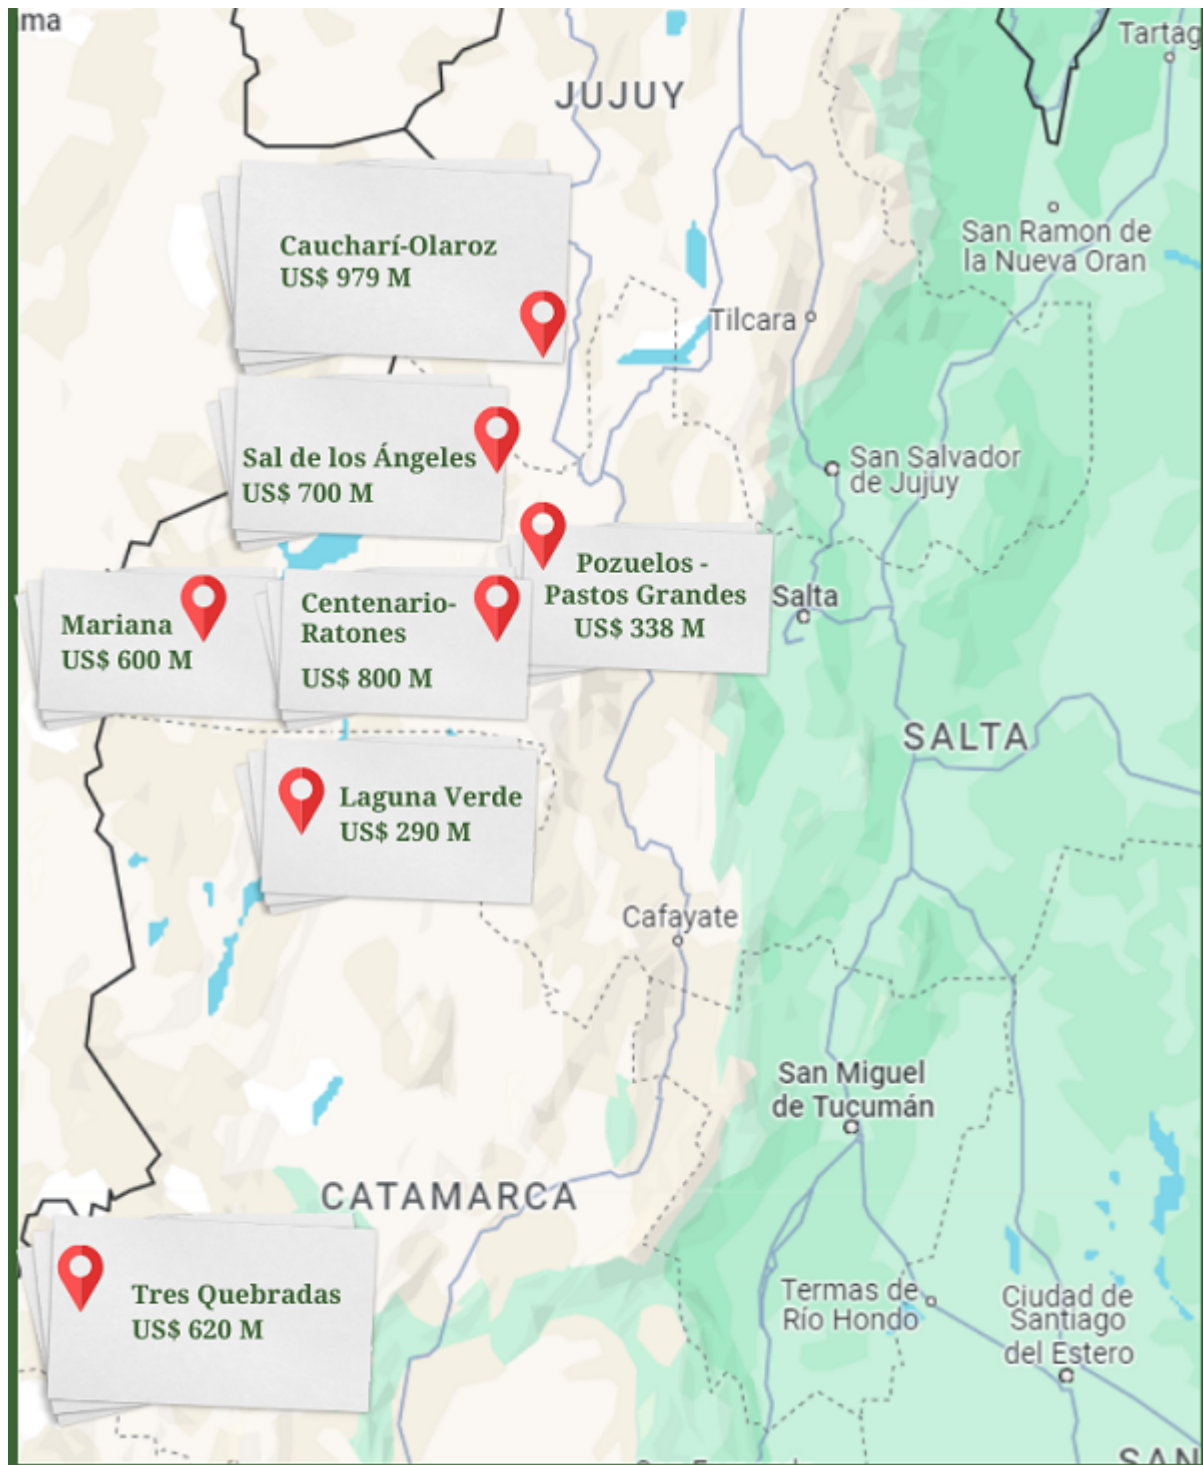 ma
Tartag
JUJUY
San Ramon de
la Nueva Oran
Caucharí-Olaroz
US$ 979 M
Tilcara
Sal de los Ángeles
US$ 700 M
San Salvador
de Jujuy
Pozuelos -
Pastos Grandes
US$ 338 M
Salta
Mariana
US$ 600 M
Centenario-
Ratones
US$ 800 M
SALTA
Laguna Verde
US$ 290 M
Cafayate
San Miguel
de Tucumán
CATAMARCA
Tres Quebradas
US$ 620 M
Termas de
Río Hondo
Ciudad de
Santiago
del Estero
SAN